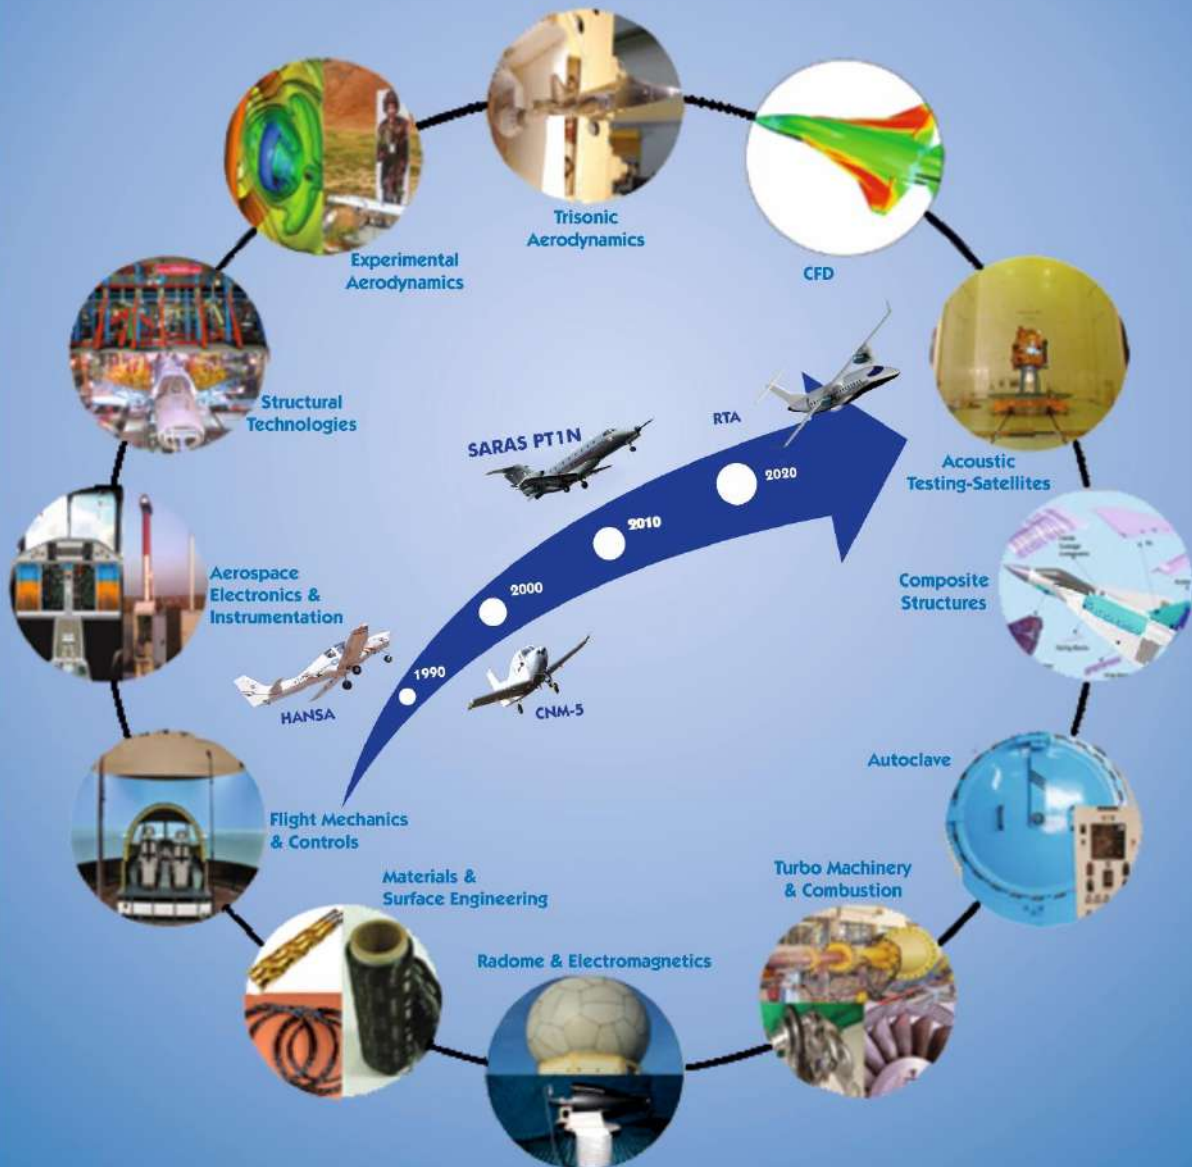 Trisonic
Aerodynamics
Experimental
Aerodynamics
CFD
Structural
Technologies
RTA
SARAS PT1N
2020
Acoustic
Testing-Satellites
2010
Aerospace
Electronics &
Instrumentation
2000
Composite
Structures
1990
HANSA
CNM-5
Autoclave
Flight Mechanics
& Controls
Materials &
Surface Engineering
Turbo Machinery
& Combustion
Radome & Electromagnetics